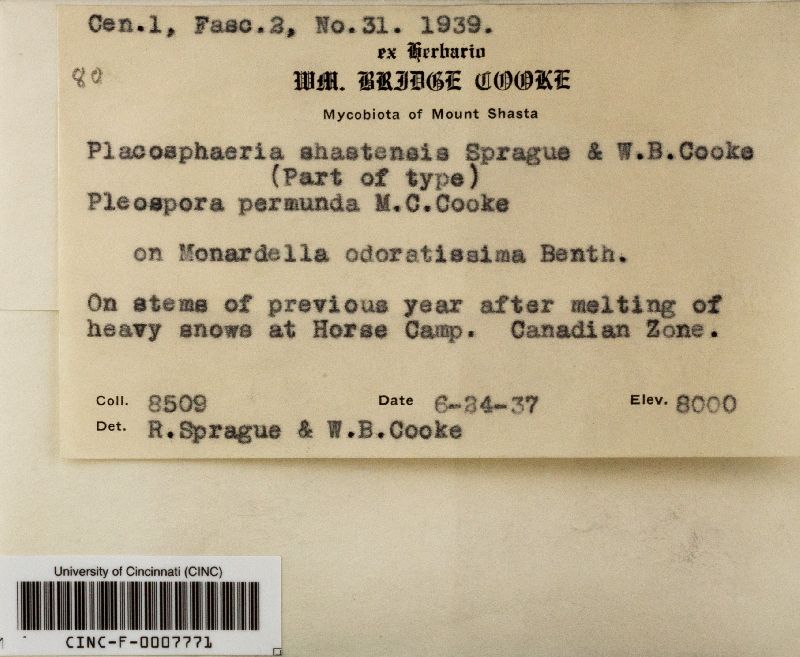 Cen.1, Fasc.2, No.31. 1939.
80
ex Herbario
WM. BRIDGE COOKE
Mycobiota of Mount Shasta
Placosphaeria shastensis Sprague & W.B.Cooke
(Part of type)
Pleospora permunda M.C.Cooke
on Monardella odoratissima Benth.
On stems of previous year after melting of
heavy snows at Horse Camp. Canadian Zone.
Coll. 8509 Date 6-24-37 Elev. 8000
Det. R.Sprague & W.B.Cooke
University of Cincinnati (CINC)
CINC-F-0007771